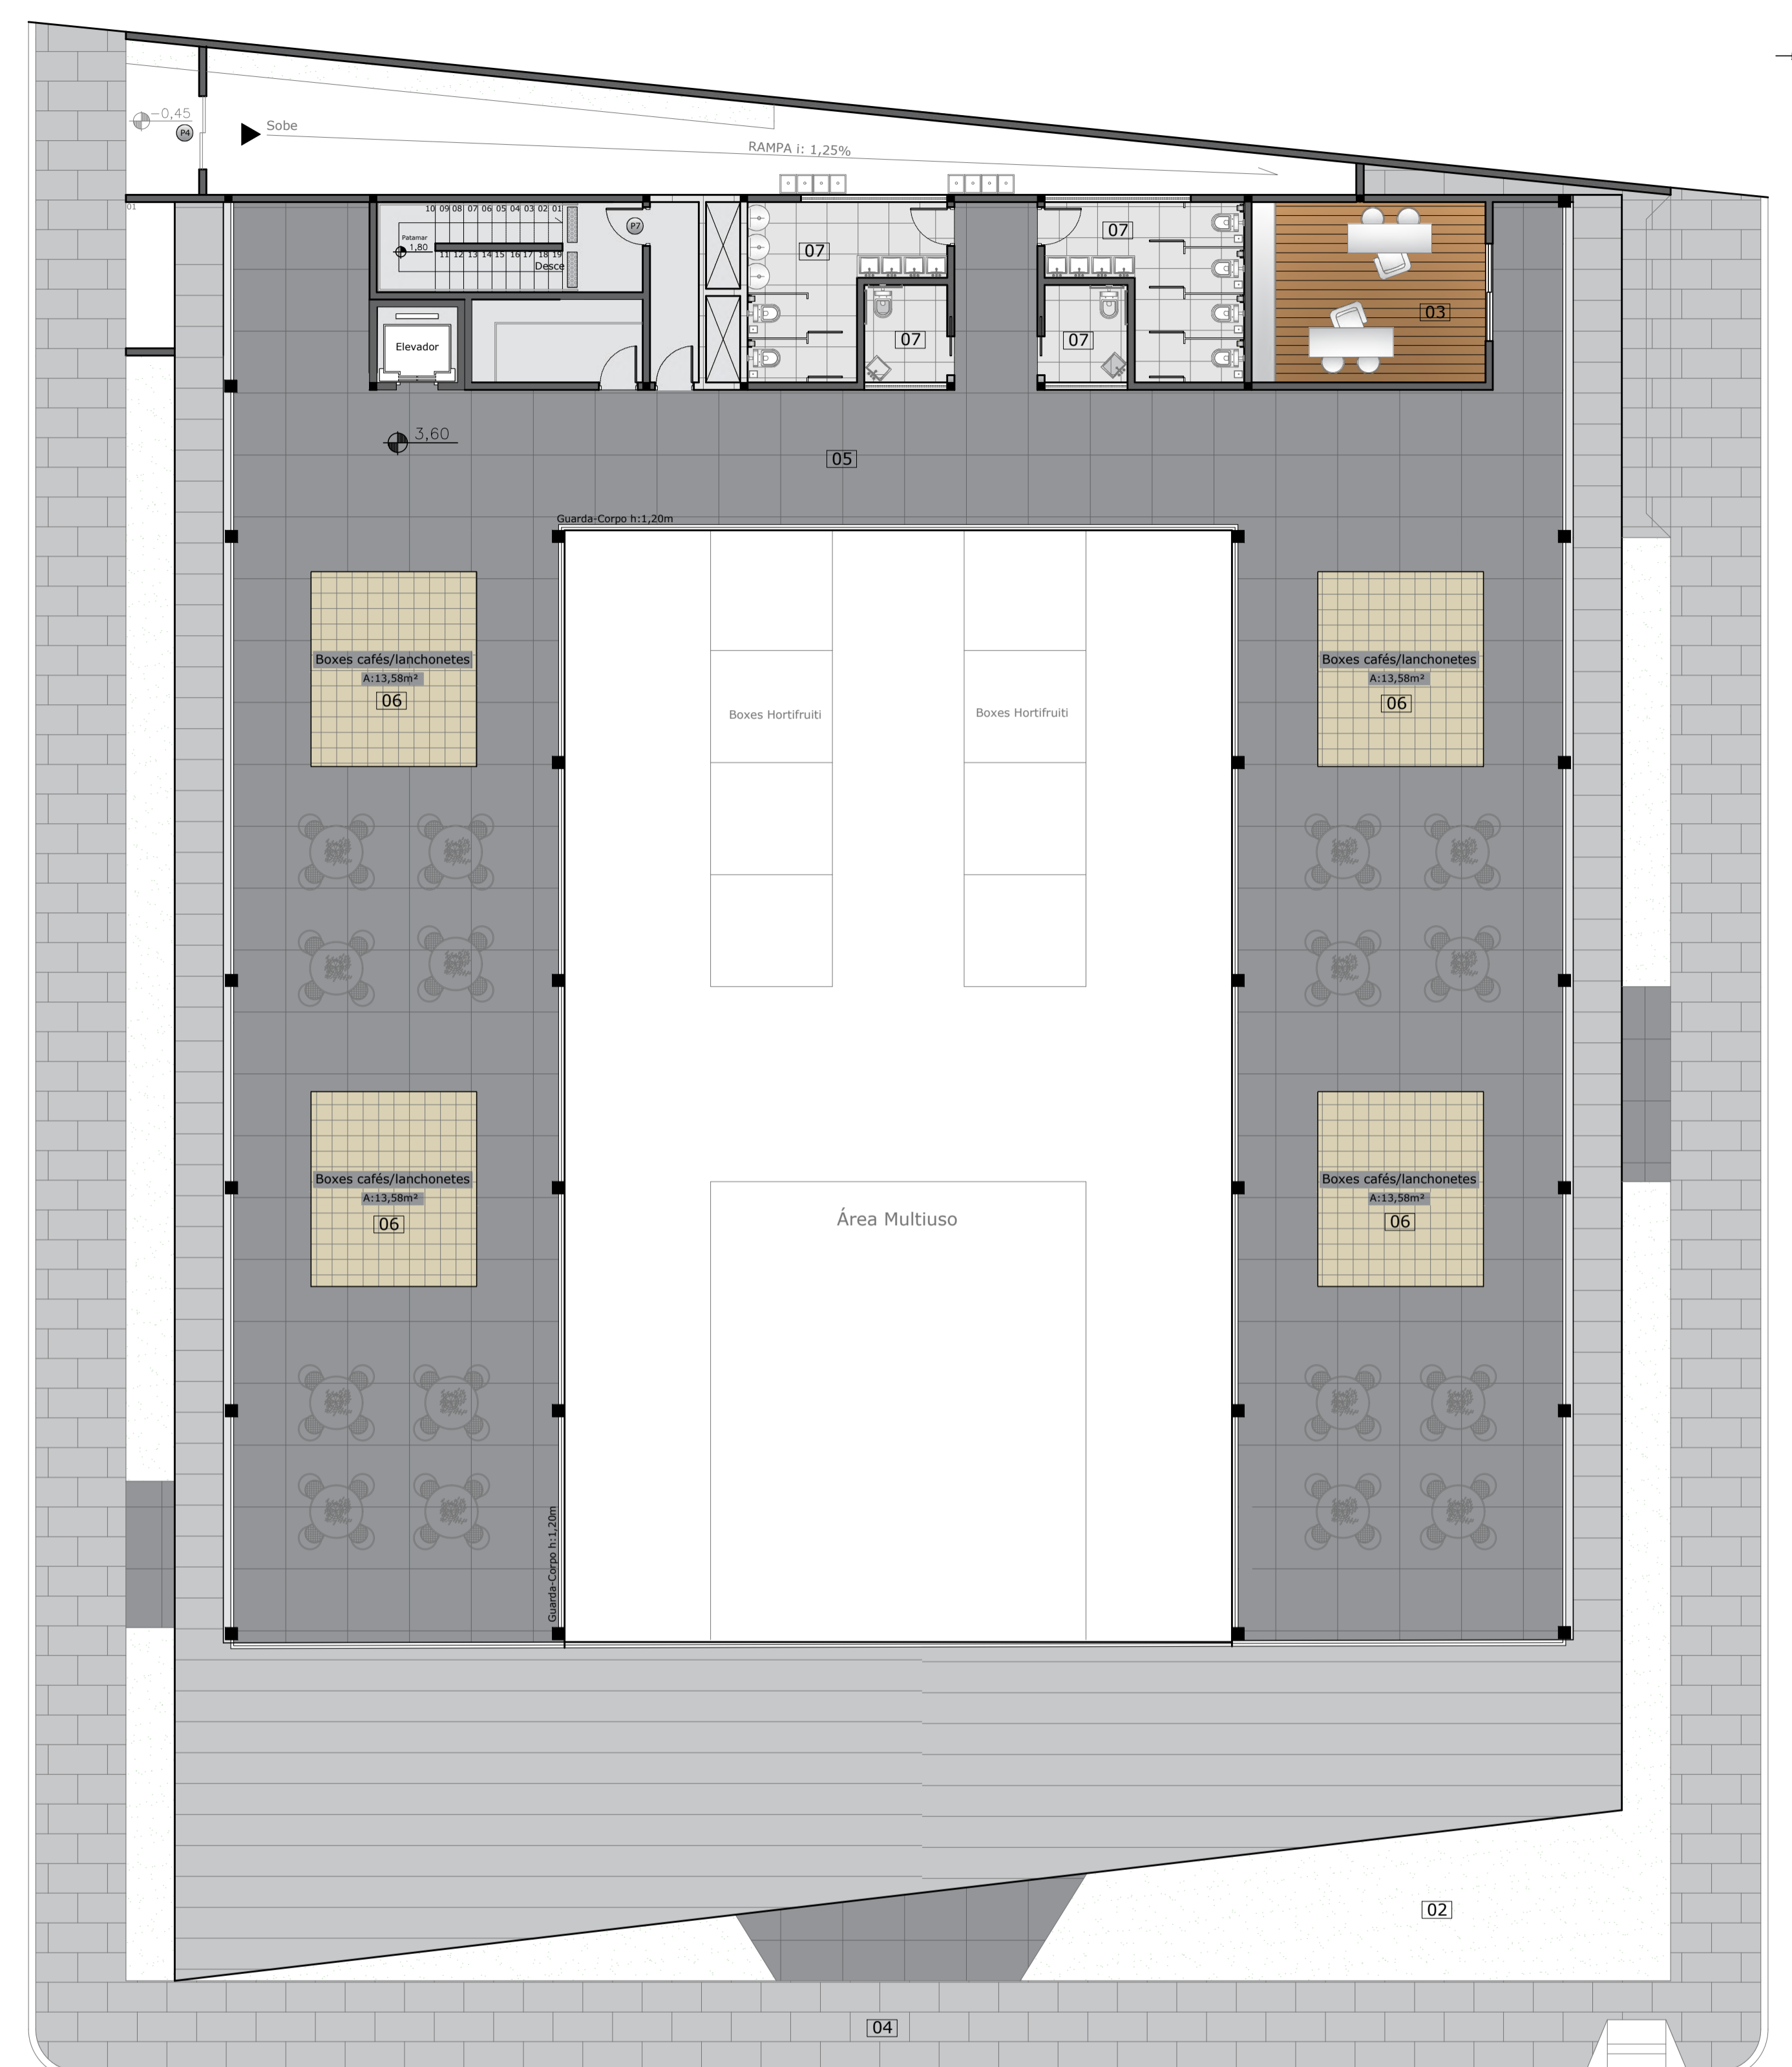 -0,45
P4
Sobe
RAMPA i: 1,25%
01
10 09 08 07 06 05 04 03 02 01
Patamar
1,80
11 12 13 14 15 16 17 18 19
Desce
P7
07
07
Elevador
07
07
03
3,60
05
Guarda-Corpo h:1,20m
Boxes cafés/lanchonetes
A:13,58m²
06
Boxes cafés/lanchonetes
A:13,58m²
06
Boxes Hortifruiti
Boxes Hortifruiti
Boxes cafés/lanchonetes
A:13,58m²
06
Boxes cafés/lanchonetes
A:13,58m²
06
Área Multiuso
Guarda-Corpo h:1,20m
02
04